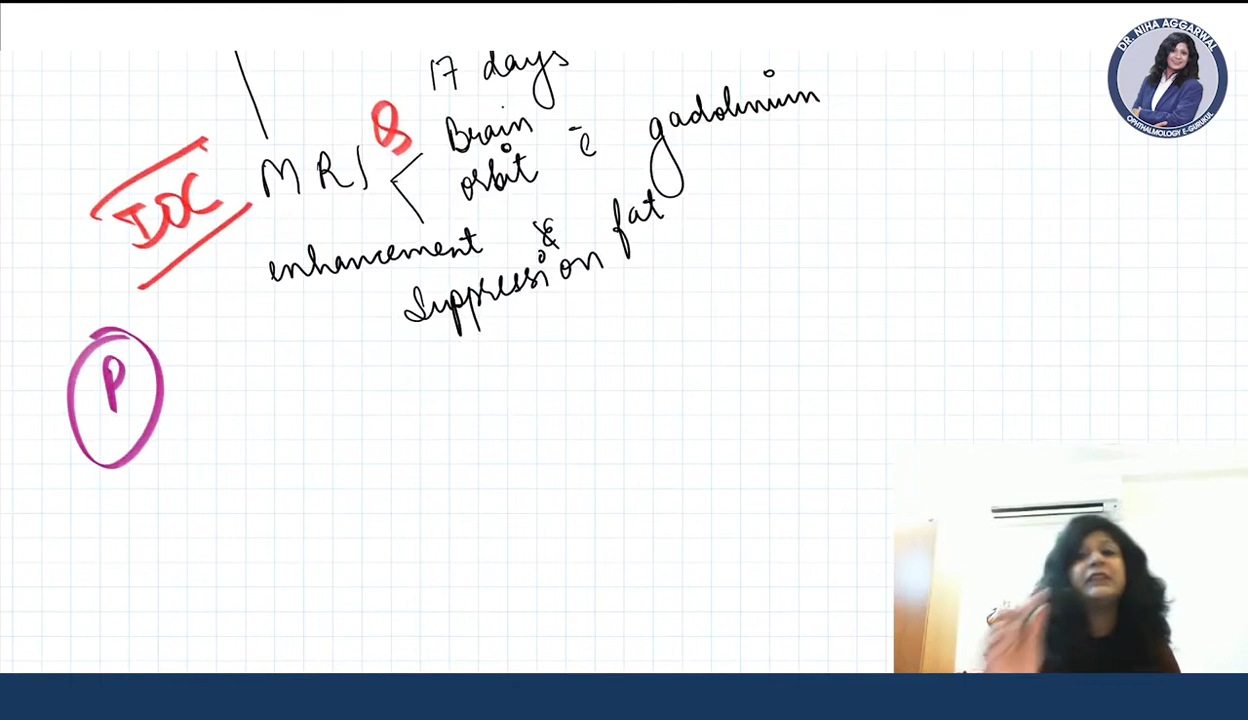 DR. NIHA AGGARWAL
OPHTHALMOLOGY E-GURUKUL
17 days
IOC MRI Brain
orbit c̄ gadolinium
enhancement &
suppression fat
P